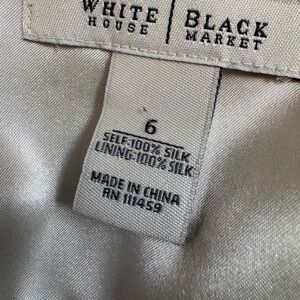 WHITE | BLACK
HOUSE | MARKET
6
SELF:100% SILK
LINING:100% SILK
MADE IN CHINA
RN 111459